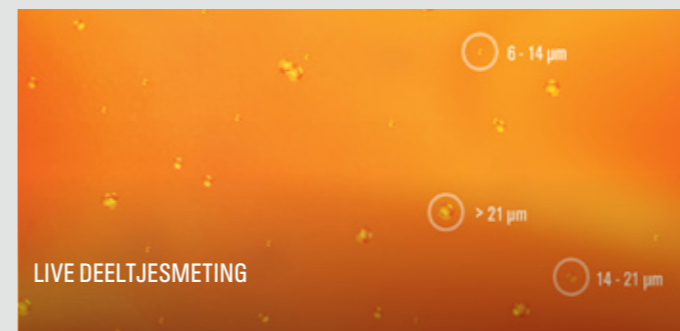 6 - 14 µm
> 21 µm
LIVE DEELTJESMETING
14 - 21 µm